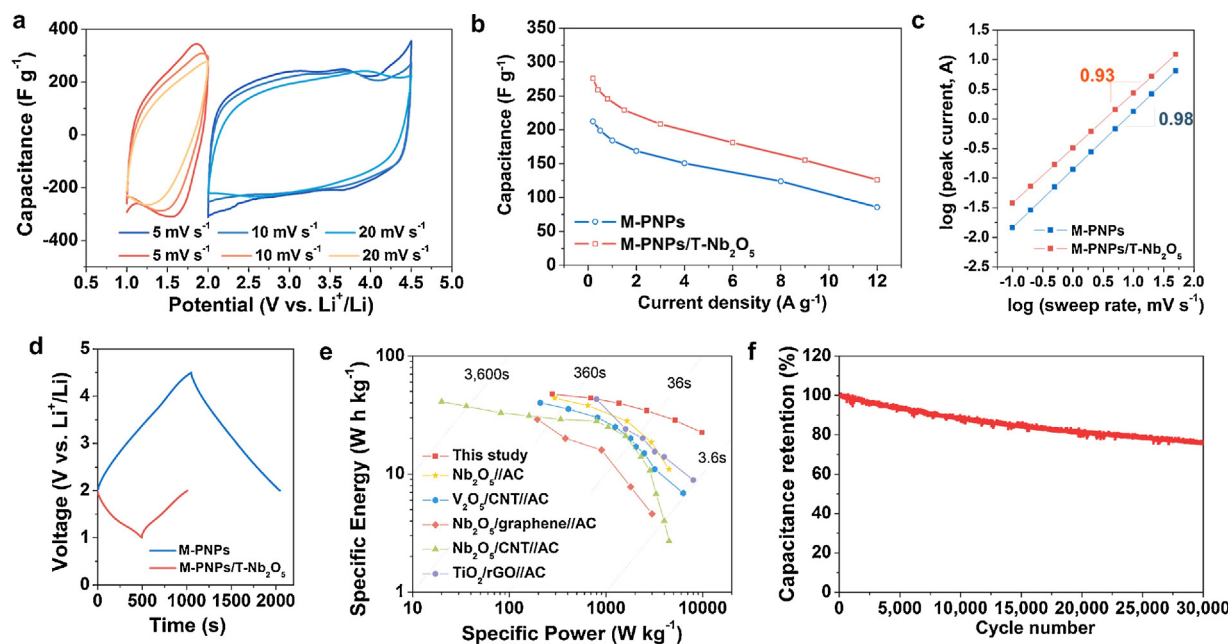 a
Capacitance (F g⁻¹)
400
200
0
-200
-400
5 mV s⁻¹ 10 mV s⁻¹ 20 mV s⁻¹
5 mV s⁻¹ 10 mV s⁻¹ 20 mV s⁻¹
0.5 1.0 1.5 2.0 2.5 3.0 3.5 4.0 4.5 5.0
Potential (V vs. Li⁺/Li)
b
Capacitance (F g⁻¹)
350
300
250
200
150
100
50
0
M-PNPs
M-PNPs/T-Nb₂O₅
0 2 4 6 8 10 12
Current density (A g⁻¹)
c
log (peak current, A)
2.0
1.5
1.0
0.5
0.0
-0.5
-1.0
-1.5
-2.0
-2.5
0.93
0.98
M-PNPs
M-PNPs/T-Nb₂O₅
-1.0 -0.5 0.0 0.5 1.0 1.5 2.0
log (sweep rate, mV s⁻¹)
d
Voltage (V vs. Li⁺/Li)
5
4
3
2
1
0
M-PNPs
M-PNPs/T-Nb₂O₅
0 500 1000 1500 2000
Time (s)
e
Specific Energy (W h kg⁻¹)
100
10
1
3,600s
360s
36s
3.6s
This study
Nb₂O₅//AC
V₂O₅/CNT//AC
Nb₂O₅/graphene//AC
Nb₂O₅/CNT//AC
TiO₂/rGO//AC
10 100 1000 10000
Specific Power (W kg⁻¹)
f
Capacitance retention (%)
120
100
80
60
40
20
0
0 5,000 10,000 15,000 20,000 25,000 30,000
Cycle number